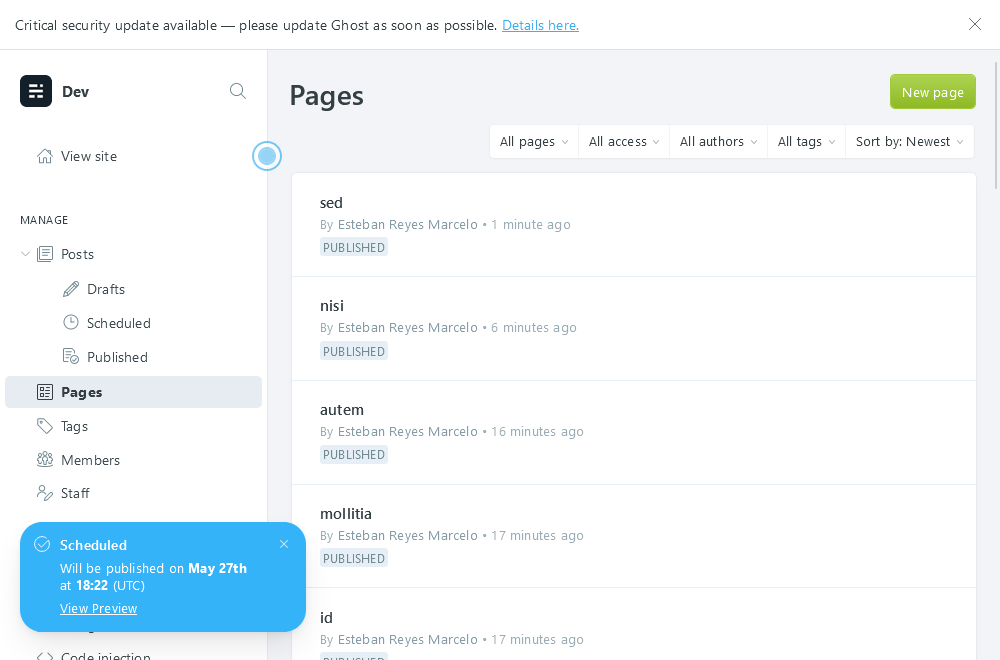 Critical security update available — please update Ghost as soon as possible. Details here.
Dev
View site
MANAGE
Posts
Drafts
Scheduled
Published
Pages
Tags
Members
Staff
Scheduled
Will be published on May 27th
at 18:22 (UTC)
View Preview
Code injection
Pages
New page
All pages
All access
All authors
All tags
Sort by: Newest
sed
By Esteban Reyes Marcelo • 1 minute ago
PUBLISHED
nisi
By Esteban Reyes Marcelo • 6 minutes ago
PUBLISHED
autem
By Esteban Reyes Marcelo • 16 minutes ago
PUBLISHED
mollitia
By Esteban Reyes Marcelo • 17 minutes ago
PUBLISHED
id
By Esteban Reyes Marcelo • 17 minutes ago
PUBLISHED